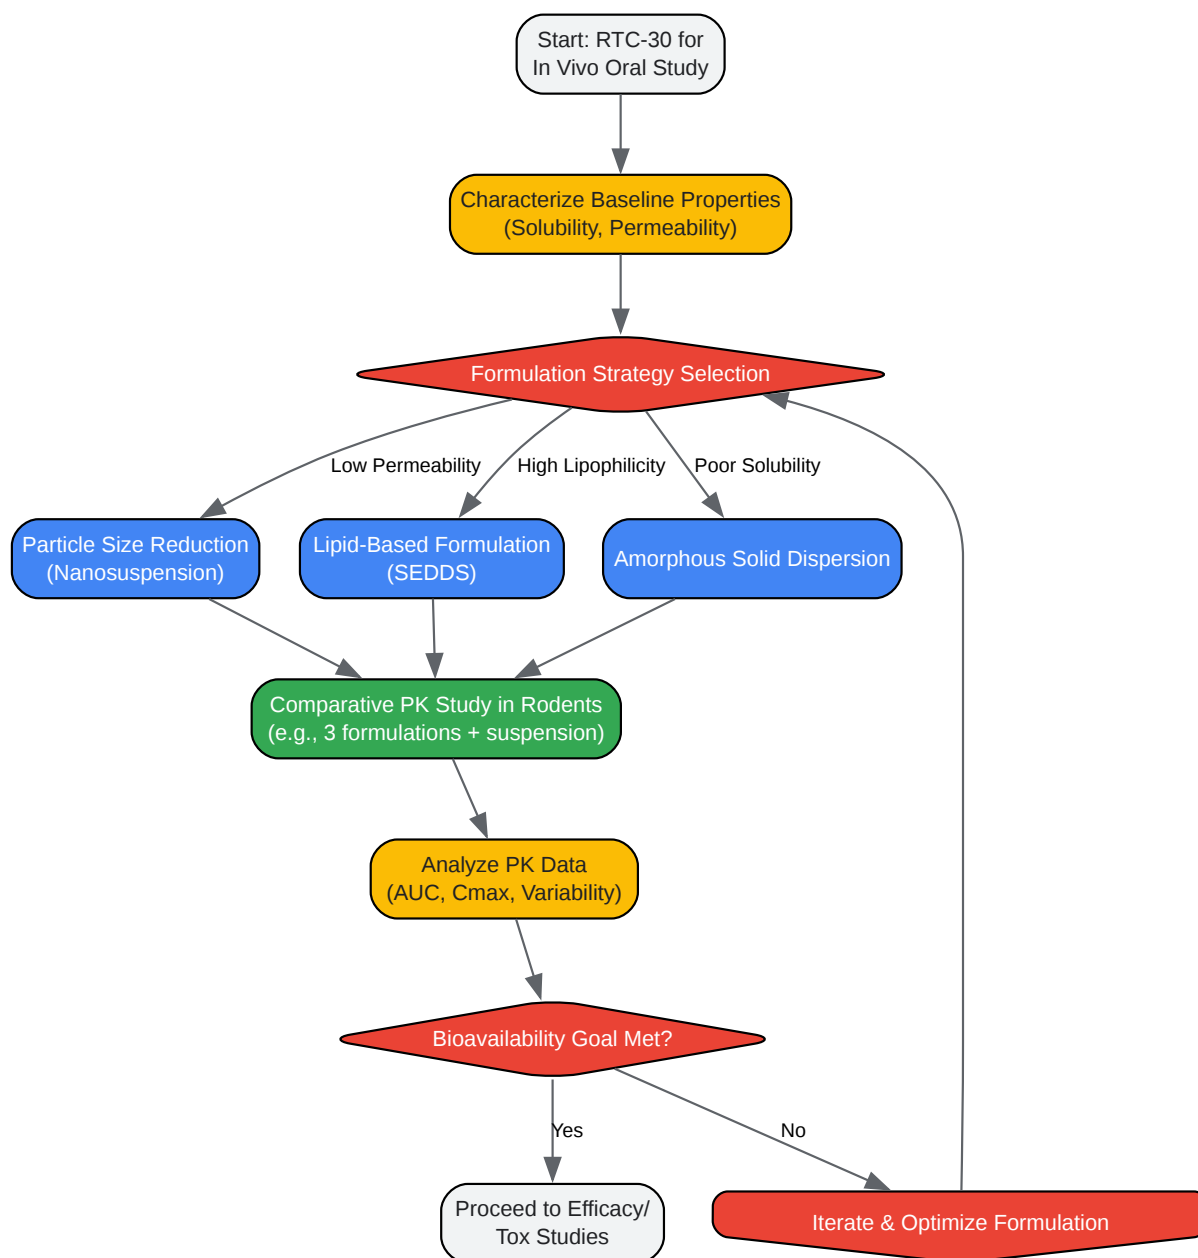 Start: RTC-30 for
In Vivo Oral Study
Characterize Baseline Properties
(Solubility, Permeability)
Formulation Strategy Selection
Low Permeability
High Lipophilicity
Poor Solubility
Particle Size Reduction
(Nanosuspension)
Lipid-Based Formulation
(SEDDS)
Amorphous Solid Dispersion
Comparative PK Study in Rodents
(e.g., 3 formulations + suspension)
Analyze PK Data
(AUC, Cmax, Variability)
Bioavailability Goal Met?
Yes
No
Proceed to Efficacy/
Tox Studies
Iterate & Optimize Formulation